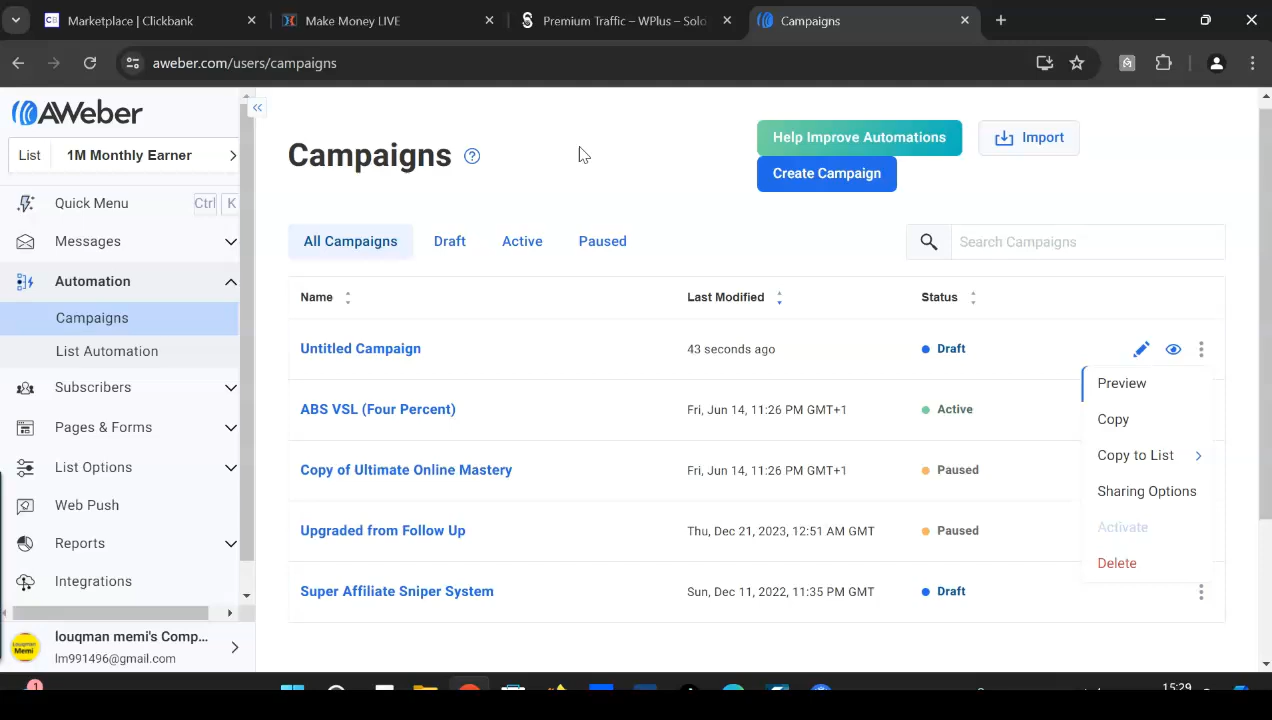 Marketplace | Clickbank
Make Money LIVE
Premium Traffic – WPlus – Solo
Campaigns
aweber.com/users/campaigns
AWeber
List
1M Monthly Earner
Quick Menu
Ctrl
K
Messages
Automation
Campaigns
List Automation
Subscribers
Pages & Forms
List Options
Web Push
Reports
Integrations
Louqman
Memi
louqman memi's Comp...
lm991496@gmail.com
Campaigns
Help Improve Automations
Import
Create Campaign
All Campaigns
Draft
Active
Paused
Search Campaigns
Name
Last Modified
Status
Untitled Campaign
43 seconds ago
Draft
ABS VSL (Four Percent)
Fri, Jun 14, 11:26 PM GMT+1
Active
Copy of Ultimate Online Mastery
Fri, Jun 14, 11:26 PM GMT+1
Paused
Upgraded from Follow Up
Thu, Dec 21, 2023, 12:51 AM GMT
Paused
Super Affiliate Sniper System
Sun, Dec 11, 2022, 11:35 PM GMT
Draft
Preview
Copy
Copy to List
Sharing Options
Activate
Delete
1
15:29